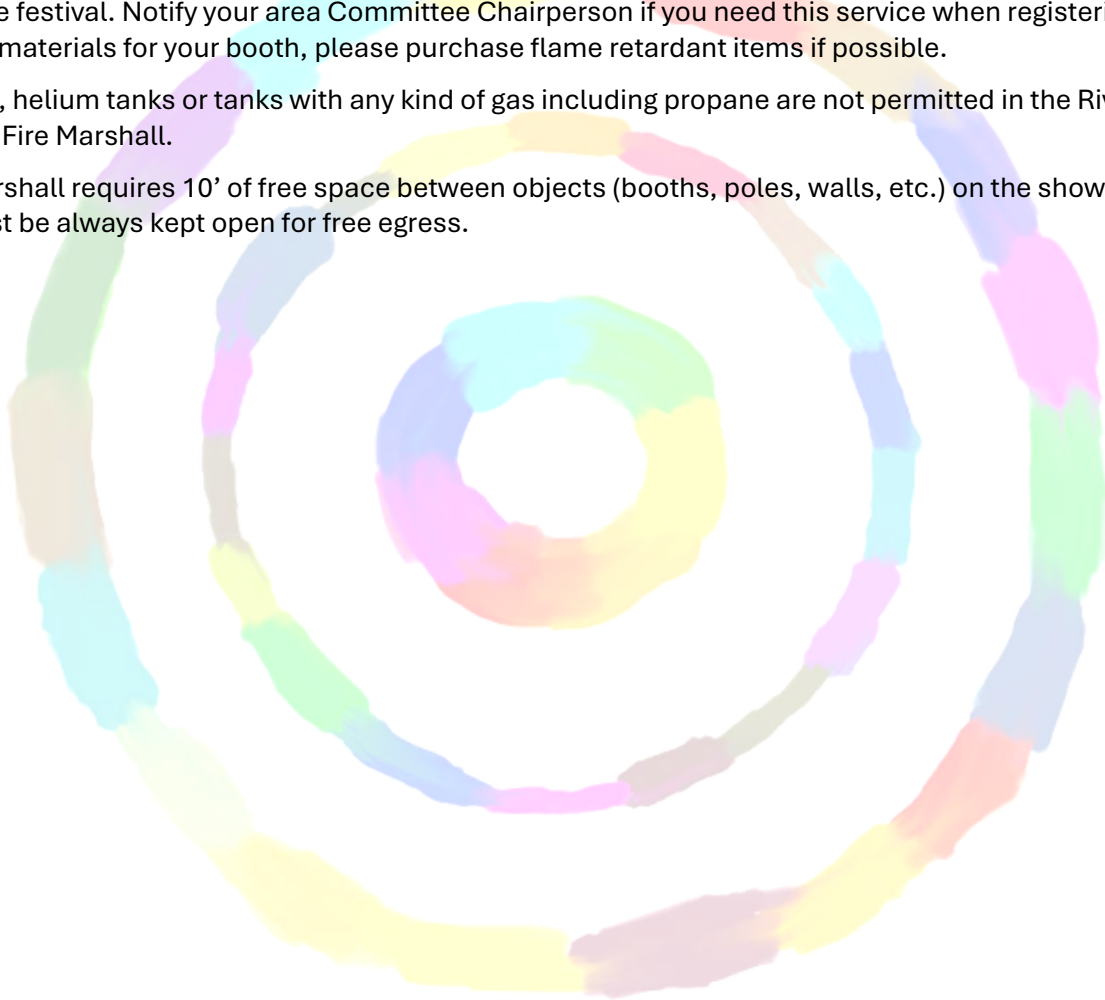 e festival. Notify your area Committee Chairperson if you need this service when registeri
materials for your booth, please purchase flame retardant items if possible.
, helium tanks or tanks with any kind of gas including propane are not permitted in the Riv
Fire Marshall.
rshall requires 10’ of free space between objects (booths, poles, walls, etc.) on the show
st be always kept open for free egress.